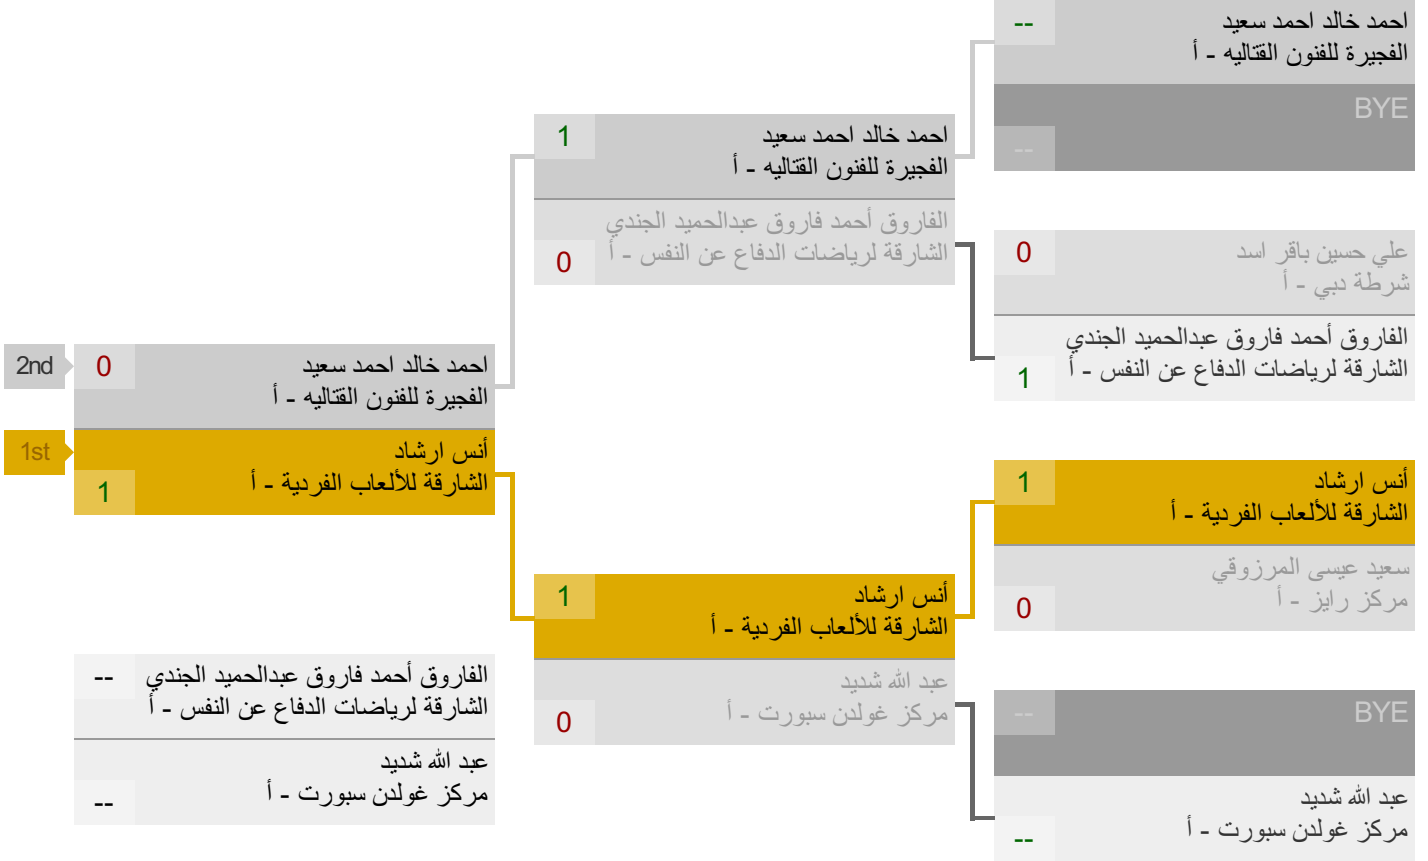 --
احمد خالد احمد سعيد
الفجيرة للفنون القتاليه - أ
BYE
--
1
احمد خالد احمد سعيد
الفجيرة للفنون القتاليه - أ
الفاروق أحمد فاروق عبدالحميد الجندي
الشارقة لرياضات الدفاع عن النفس - أ
0
0
علي حسين باقر اسد
شرطة دبي - أ
الفاروق أحمد فاروق عبدالحميد الجندي
الشارقة لرياضات الدفاع عن النفس - أ
1
2nd
0
احمد خالد احمد سعيد
الفجيرة للفنون القتاليه - أ
1st
أنس ارشاد
الشارقة للألعاب الفردية - أ
1
1
أنس ارشاد
الشارقة للألعاب الفردية - أ
سعيد عيسى المرزوقي
مركز رايز - أ
0
1
أنس ارشاد
الشارقة للألعاب الفردية - أ
عبد الله شديد
مركز غولدن سبورت - أ
0
--
الفاروق أحمد فاروق عبدالحميد الجندي
الشارقة لرياضات الدفاع عن النفس - أ
عبد الله شديد
مركز غولدن سبورت - أ
--
--
BYE
عبد الله شديد
مركز غولدن سبورت - أ
--